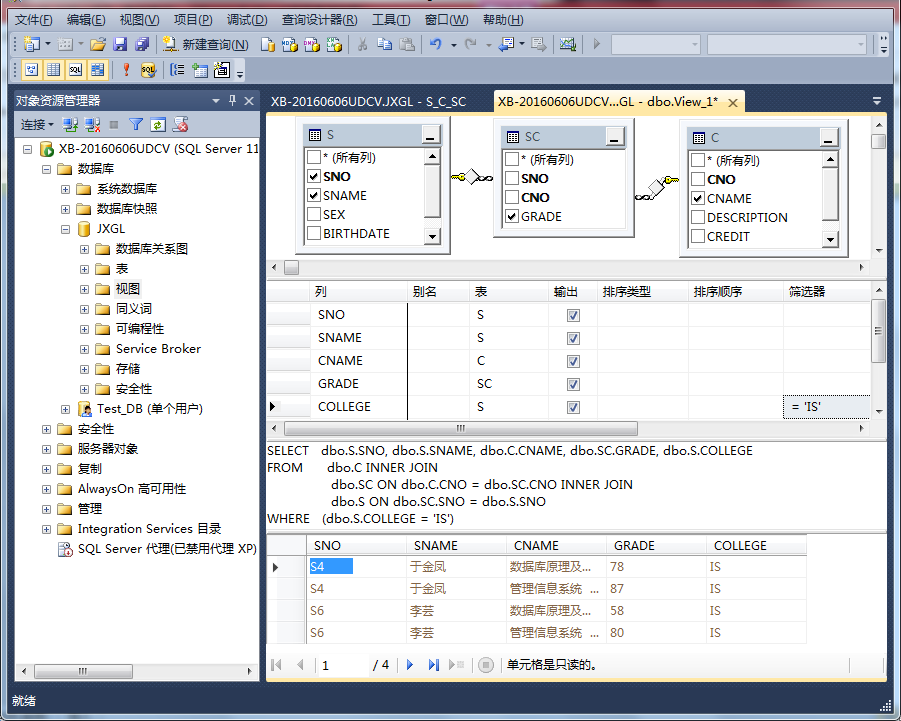 文件(F) 编辑(E) 视图(V) 项目(P) 调试(D) 查询设计器(R) 工具(T) 窗口(W) 帮助(H)
新建查询(N)
对象资源管理器
连接
XB-20160606UDCV (SQL Server 11
数据库
系统数据库
数据库快照
JXGL
数据库关系图
表
视图
同义词
可编程性
Service Broker
存储
安全性
Test_DB (单个用户)
安全性
服务器对象
复制
AlwaysOn 高可用性
管理
Integration Services 目录
SQL Server 代理(已禁用代理 XP)
XB-20160606UDCV.JXGL - S_C_SC XB-20160606UDCV...GL - dbo.View_1*
S
* (所有列)
SNO
SNAME
SEX
BIRTHDATE
SC
* (所有列)
SNO
CNO
GRADE
C
* (所有列)
CNO
CNAME
DESCRIPTION
CREDIT
列 别名 表 输出 排序类型 排序顺序 筛选器
SNO S
SNAME S
CNAME C
GRADE SC
COLLEGE S = 'IS'
SELECT dbo.S.SNO, dbo.S.SNAME, dbo.C.CNAME, dbo.SC.GRADE, dbo.S.COLLEGE
FROM dbo.C INNER JOIN
dbo.SC ON dbo.C.CNO = dbo.SC.CNO INNER JOIN
dbo.S ON dbo.SC.SNO = dbo.S.SNO
WHERE (dbo.S.COLLEGE = 'IS')
SNO SNAME CNAME GRADE COLLEGE
S4 于金凤 数据库原理及... 78 IS
S4 于金凤 管理信息系统 ... 87 IS
S6 李芸 数据库原理及... 58 IS
S6 李芸 管理信息系统 ... 80 IS
1 / 4 单元格是只读的。
就绪